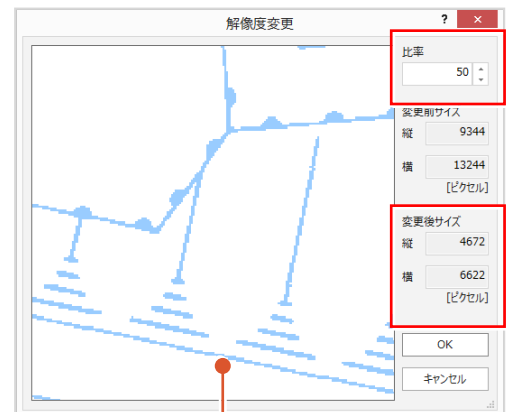 解像度変更
?
×
比率
50
変更前サイズ
縦 9344
横 13244
[ピクセル]
変更後サイズ
縦 4672
横 6622
[ピクセル]
OK
キャンセル